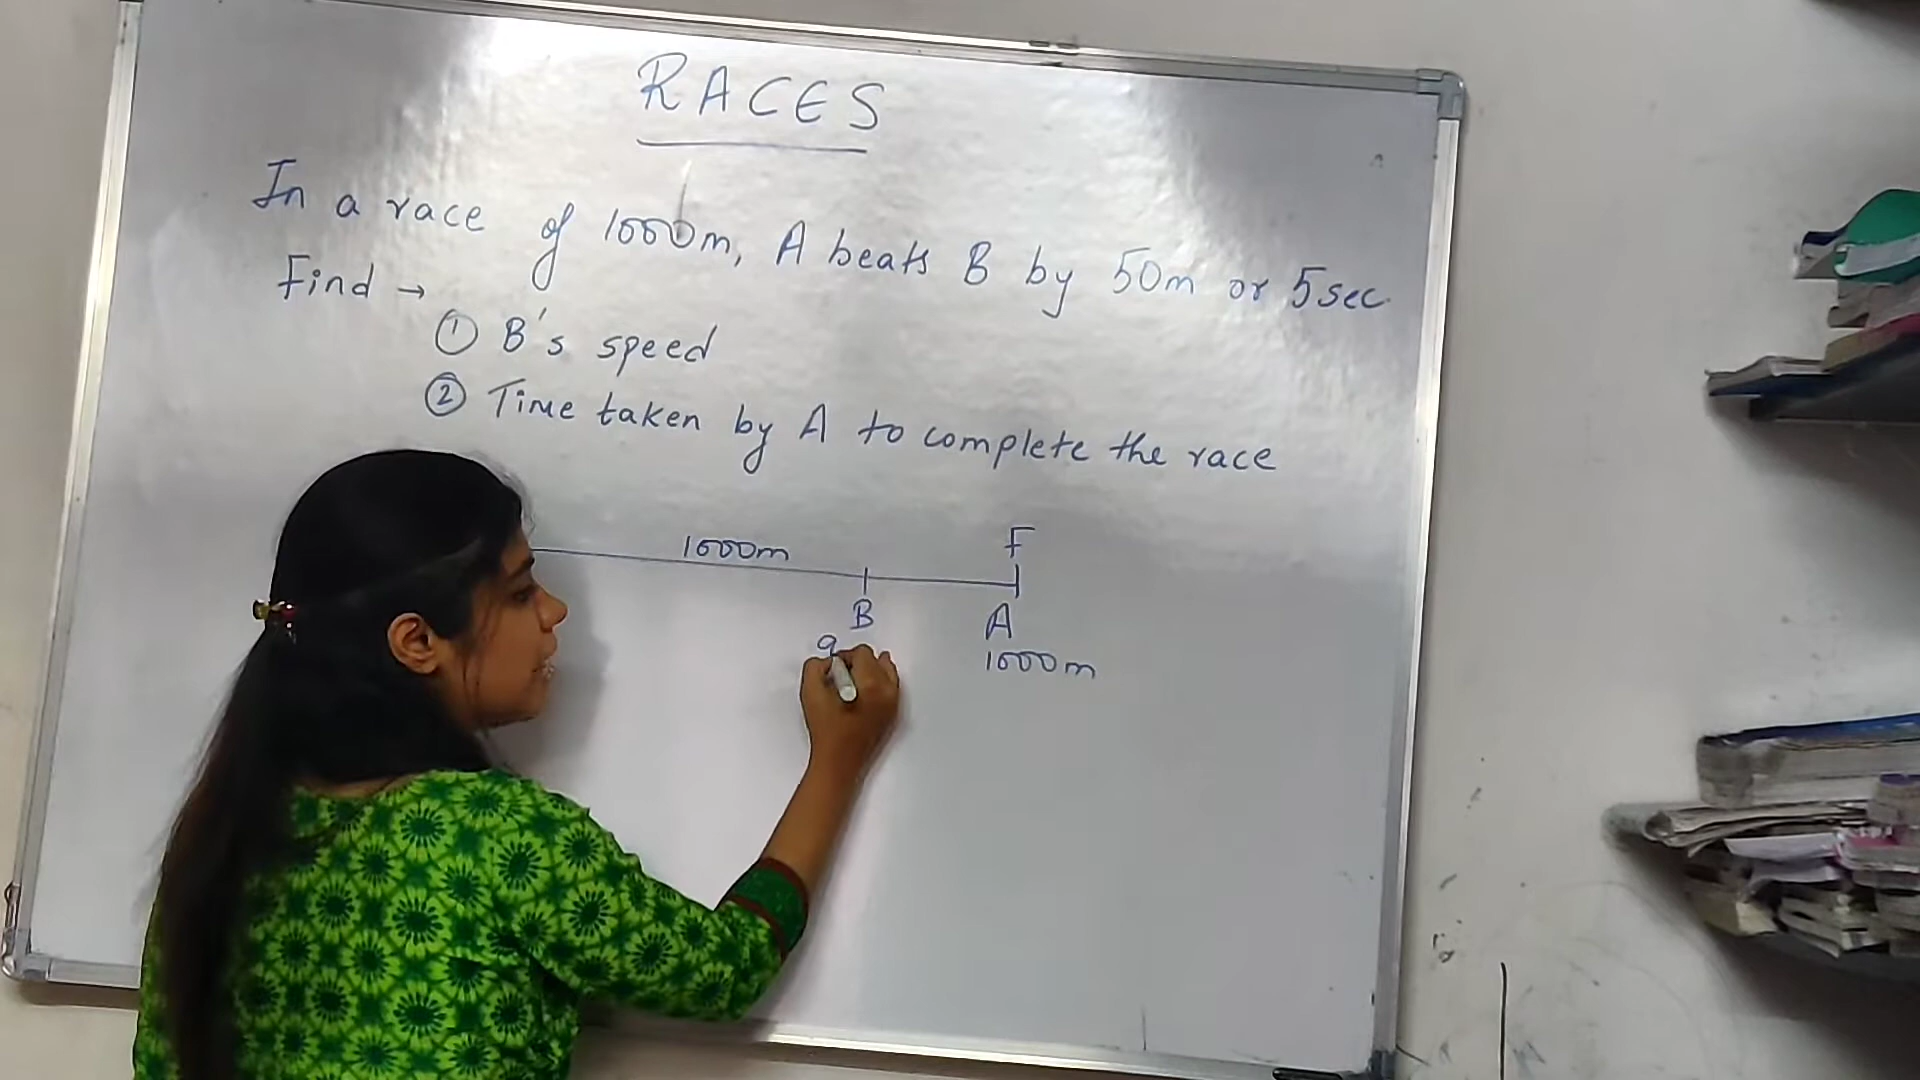 RACES
In a race of 1000m, A beats B by 50m or 5sec.
Find →
① B's speed
② Time taken by A to complete the race
1000m
F
B
A
9
1000m